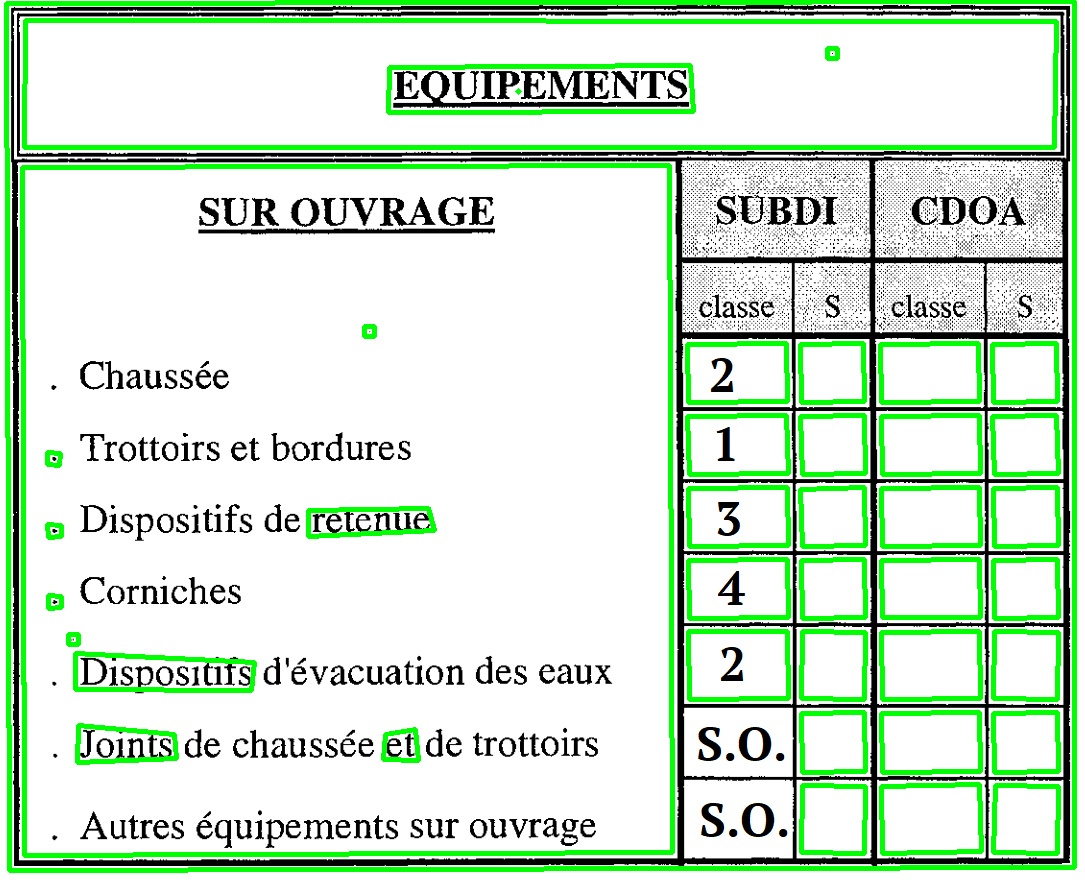 EQUIPEMENTS
SUR OUVRAGE SUBDI CDOA
classe S classe S
. Chaussée 2
. Trottoirs et bordures 1
. Dispositifs de retenue 3
. Corniches 4
. Dispositifs d'évacuation des eaux 2
. Joints de chaussée et de trottoirs S.O.
. Autres équipements sur ouvrage S.O.